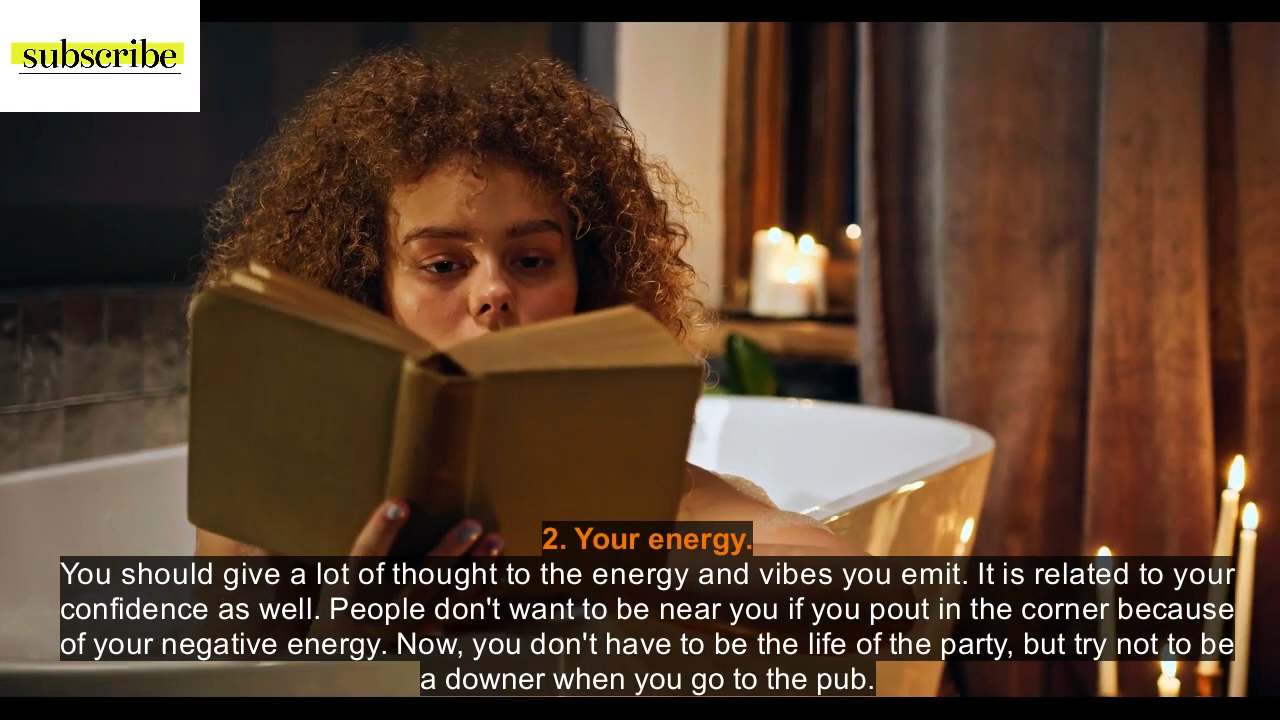 subscribe
2. Your energy.
You should give a lot of thought to the energy and vibes you emit. It is related to your
confidence as well. People don't want to be near you if you pout in the corner because
of your negative energy. Now, you don't have to be the life of the party, but try not to be
a downer when you go to the pub.